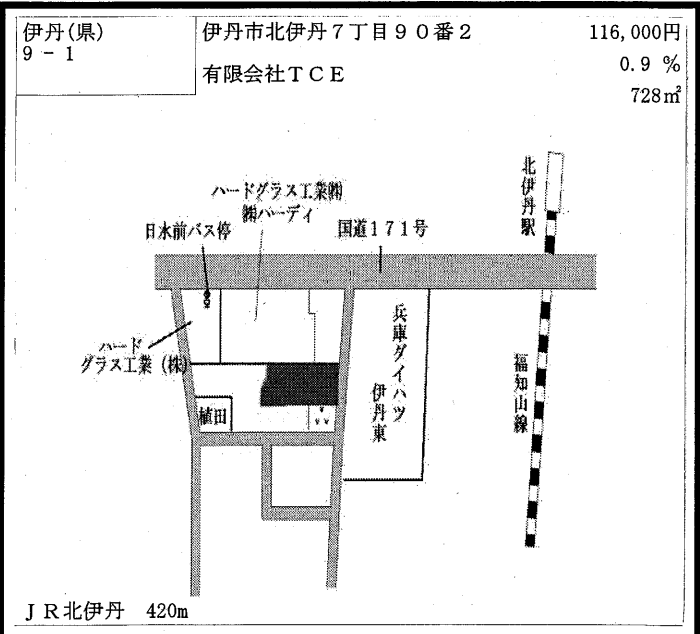 伊丹(県)
9 - 1
伊丹市北伊丹７丁目９０番２
有限会社ＴＣＥ
116,000円
0.9 %
728㎡
北伊丹駅
ハードグラス工業㈱
㈱ハーディ
日水前バス停
国道１７１号
ハード
グラス工業 (株)
兵庫ダイハツ
伊丹東
福知山線
植田
ＪＲ北伊丹 420m